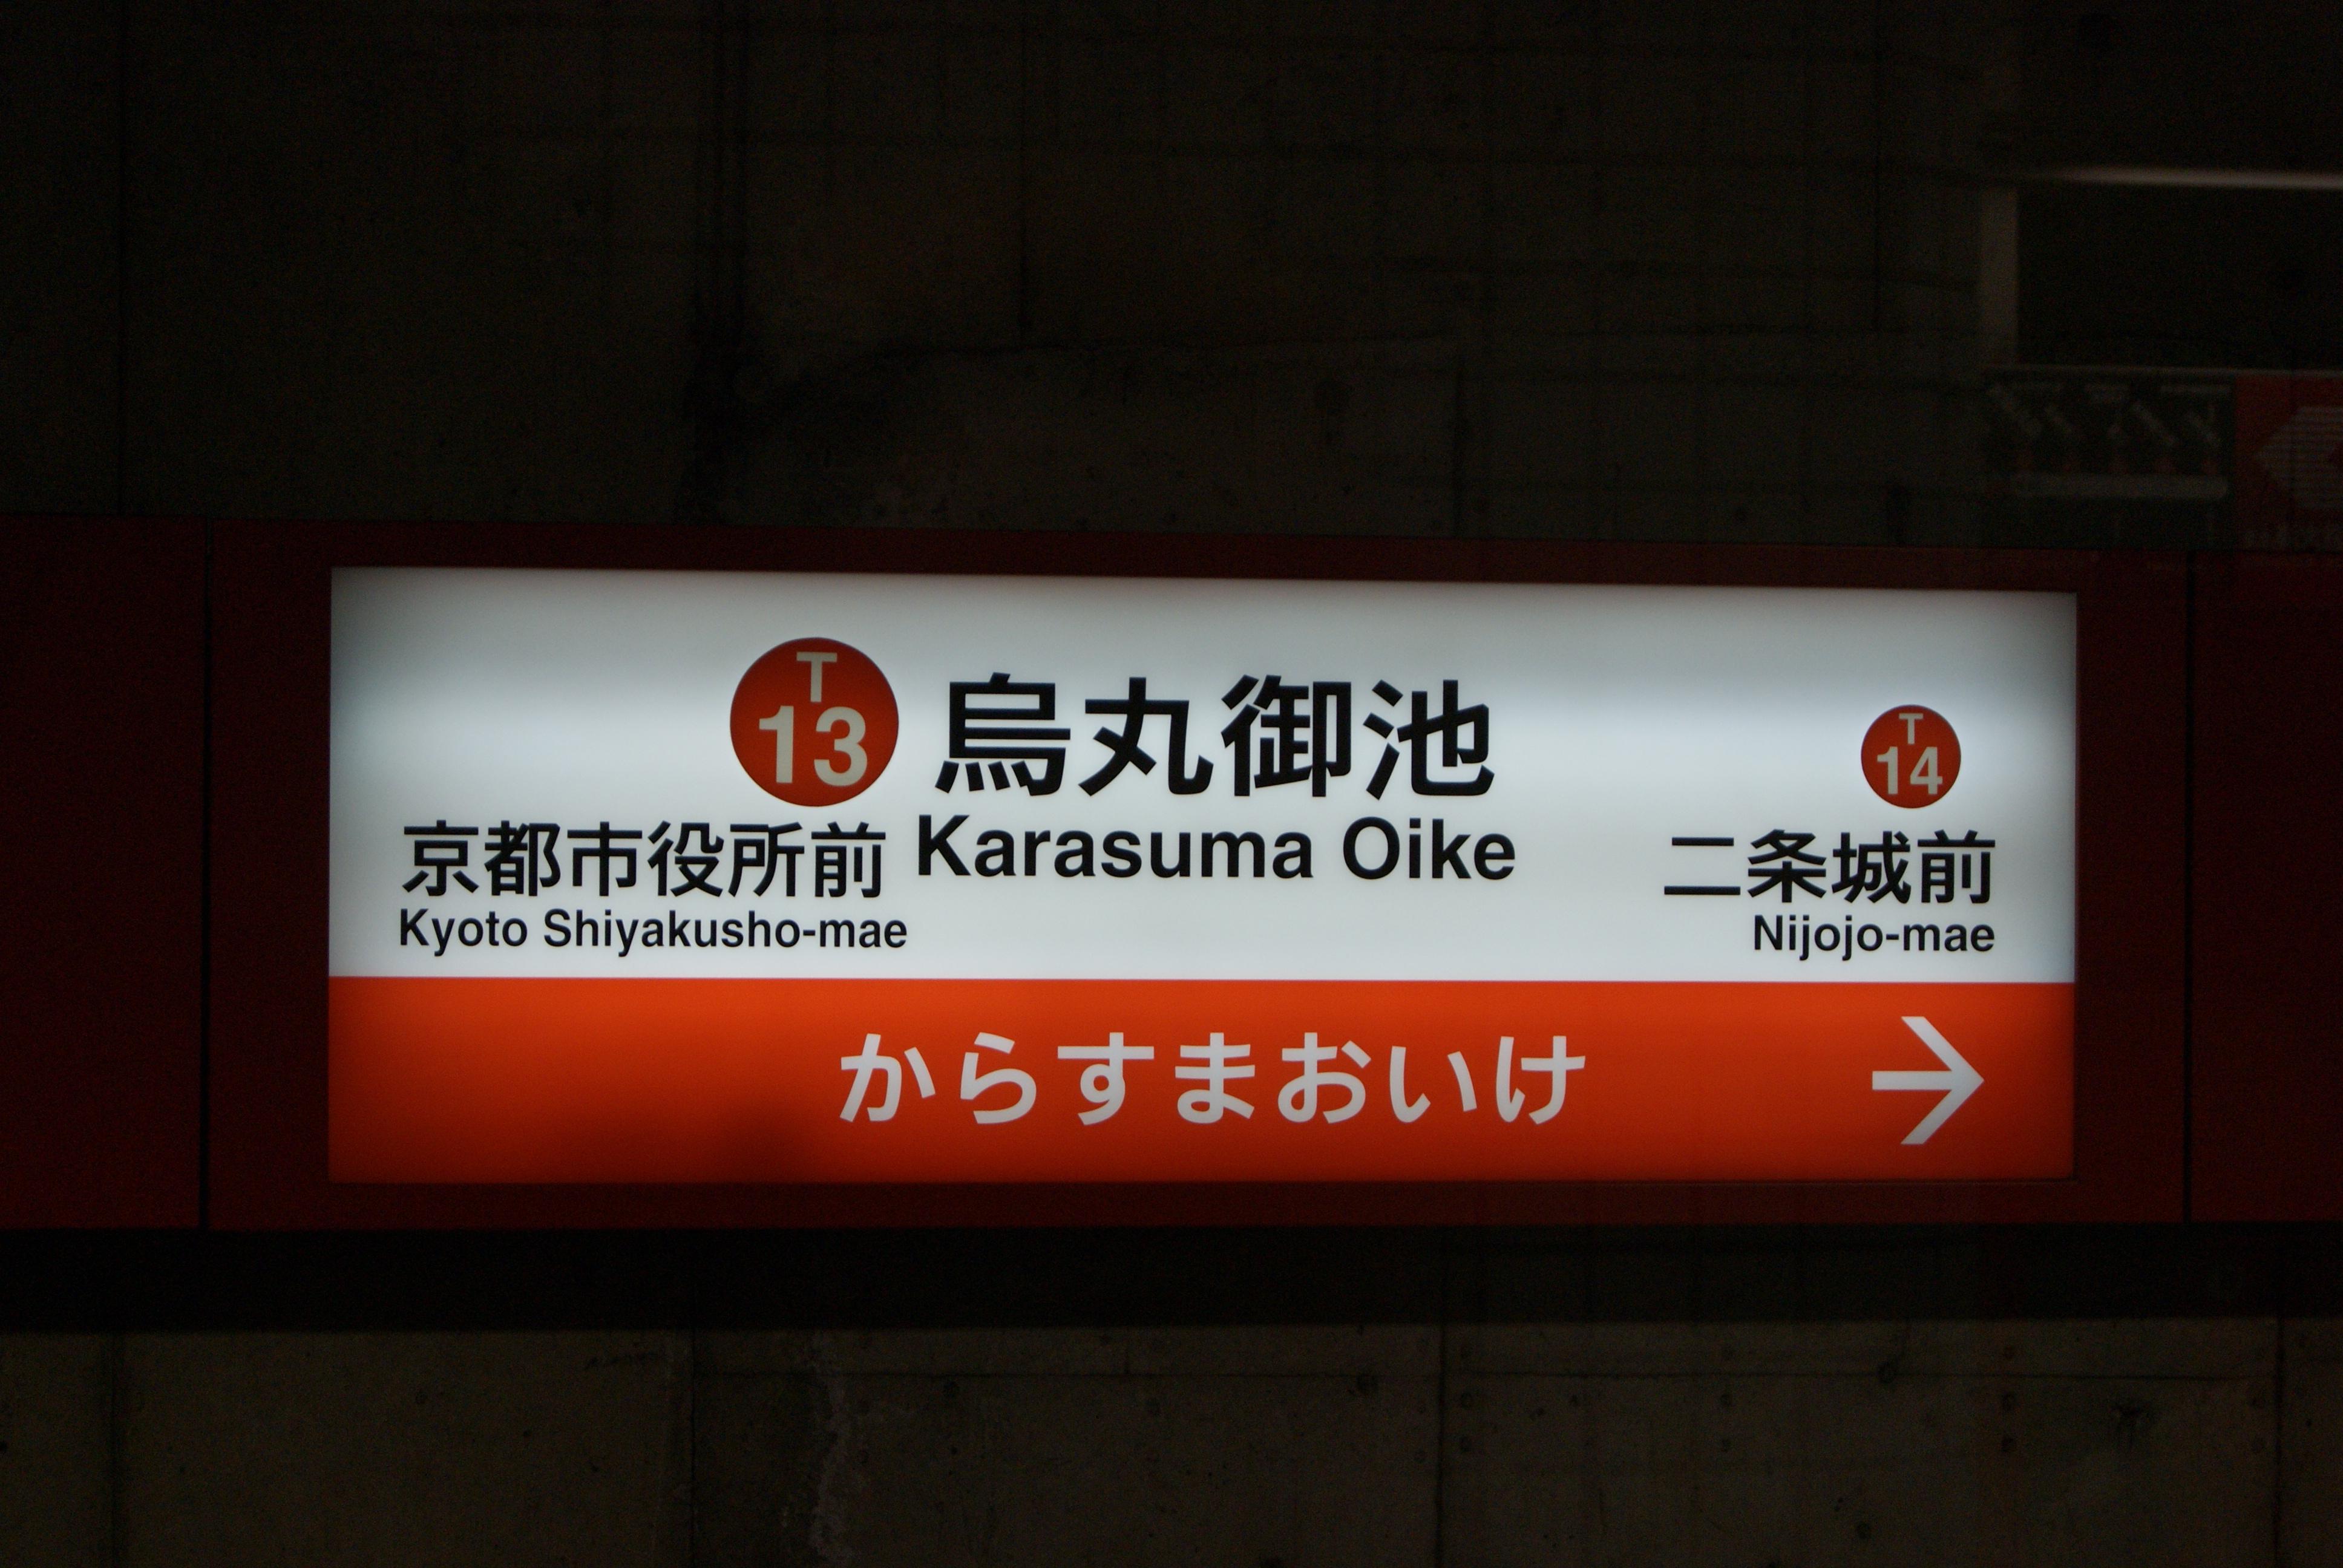 T
13
烏丸御池
Karasuma Oike
京都市役所前
Kyoto Shiyakusho-mae
T
14
二条城前
Nijojo-mae
からすまおいけ
→